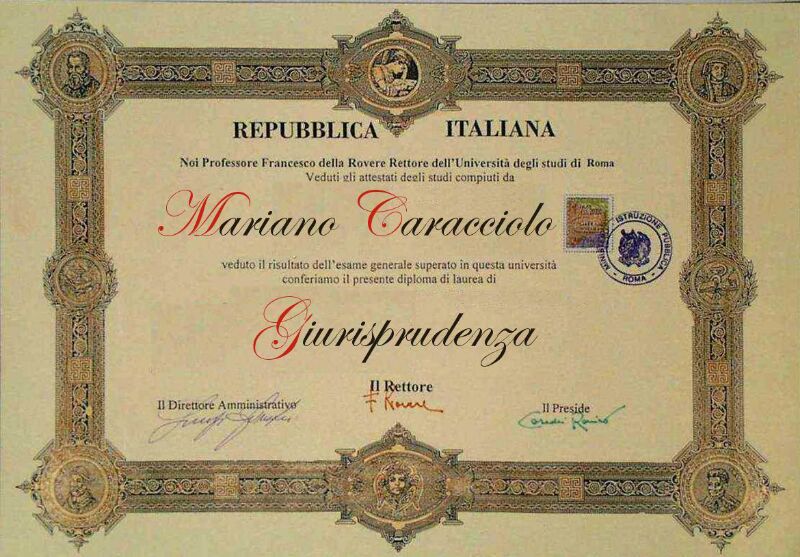 REPUBBLICA ITALIANA
Noi Professore Francesco della Rovere Rettore dell'Università degli studi di Roma
Veduti gli attestati degli studi compiuti da
Mariano Caracciolo
ISTRUZIONE PUBBLICA
ROMA
veduto il risultato dell'esame generale superato in questa università
conferiamo il presente diploma di laurea di
Giurisprudenza
Il Rettore
Il Direttore Amministrativo
F Rovere
Il Preside